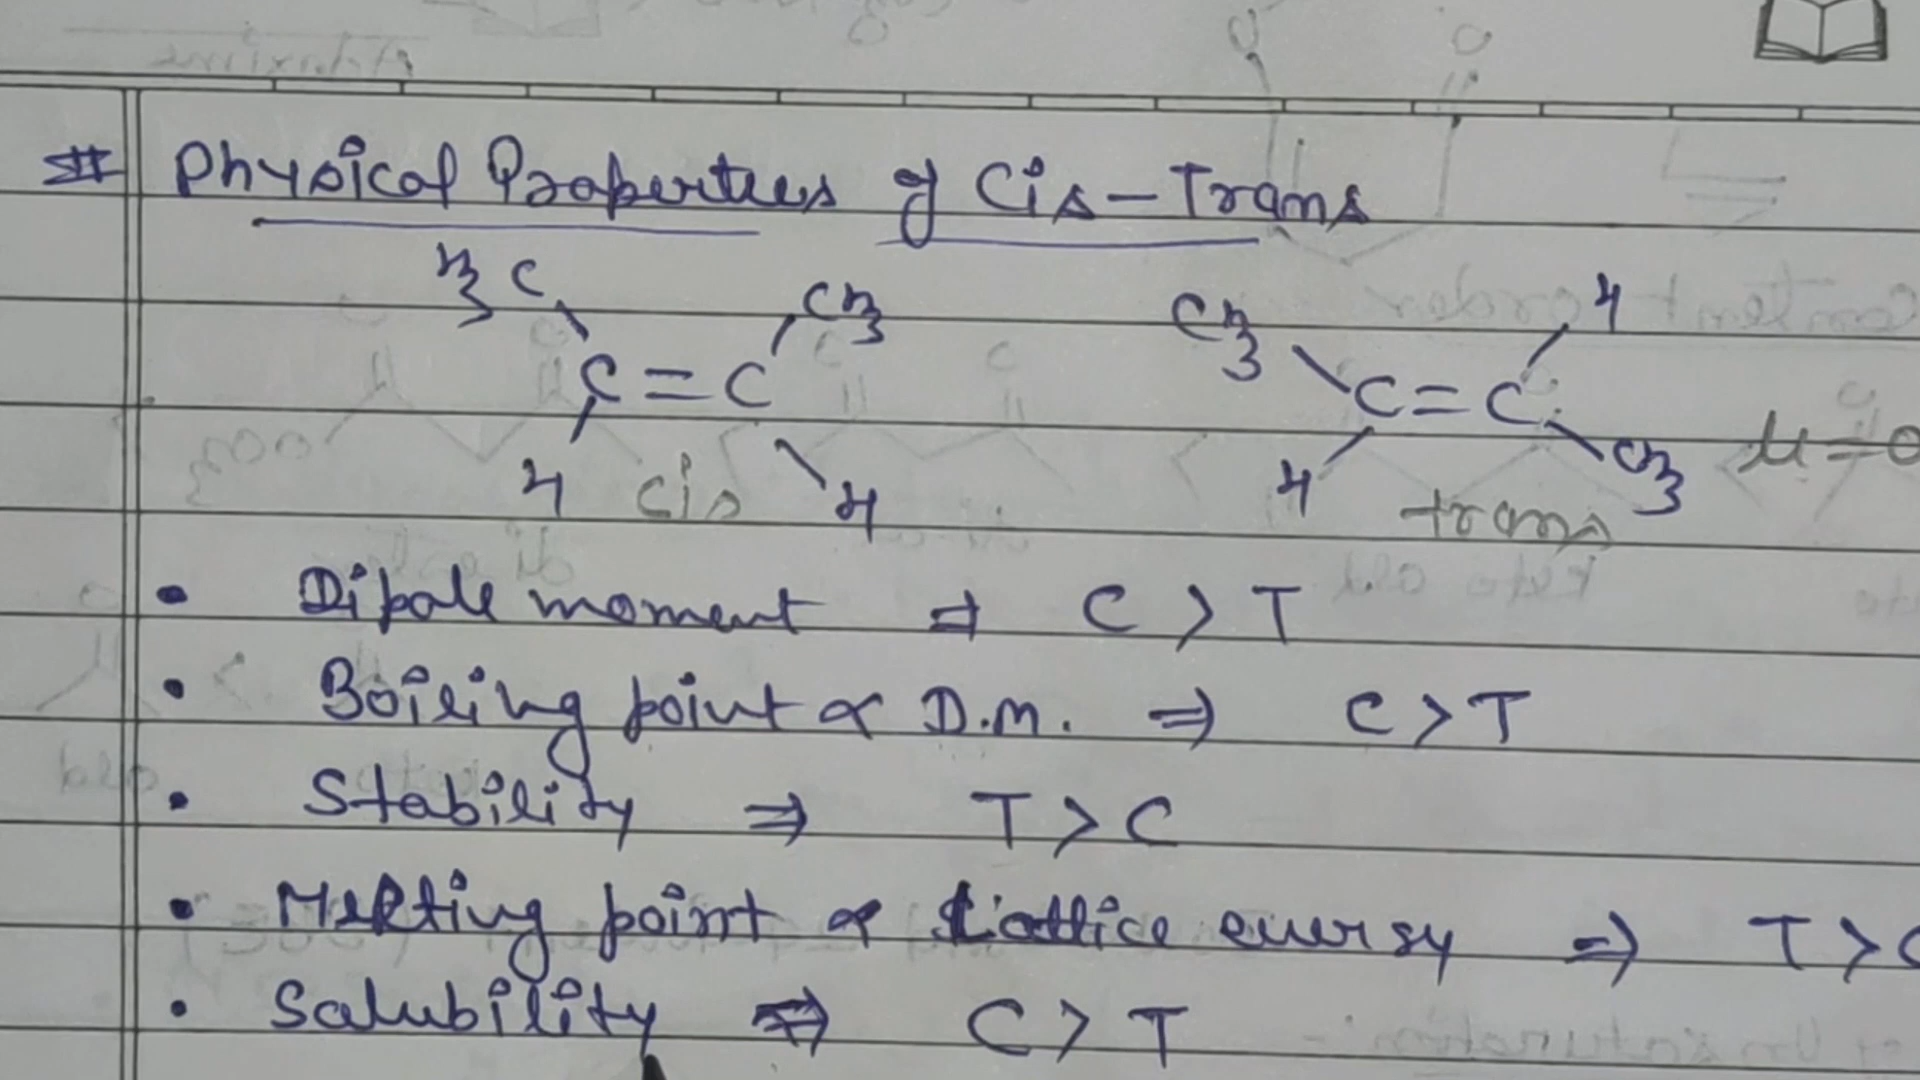 # Physical Properties of Cis-Trans
H3C CH3 CH3 H
C=C C=C μ=0
H cis H H trans CH3
• Dipole moment ⇒ C > T
• Boiling point ∝ D.M. ⇒ C > T
• Stability ⇒ T > C
• Melting point ∝ Lattice energy ⇒ T > C
• Solubility ⇒ C > T